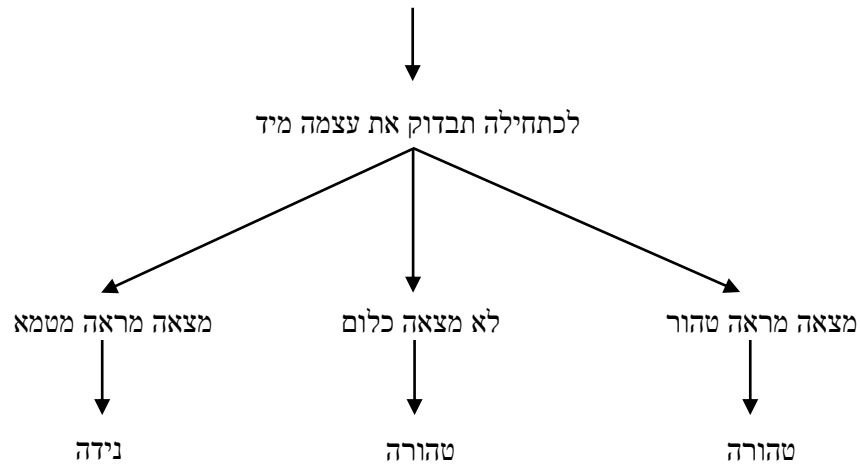 לכתחילה תבדוק את עצמה מיד
מצאה מראה טהור לא מצאה כלום מצאה מראה מטמא
טהורה טהורה נידה